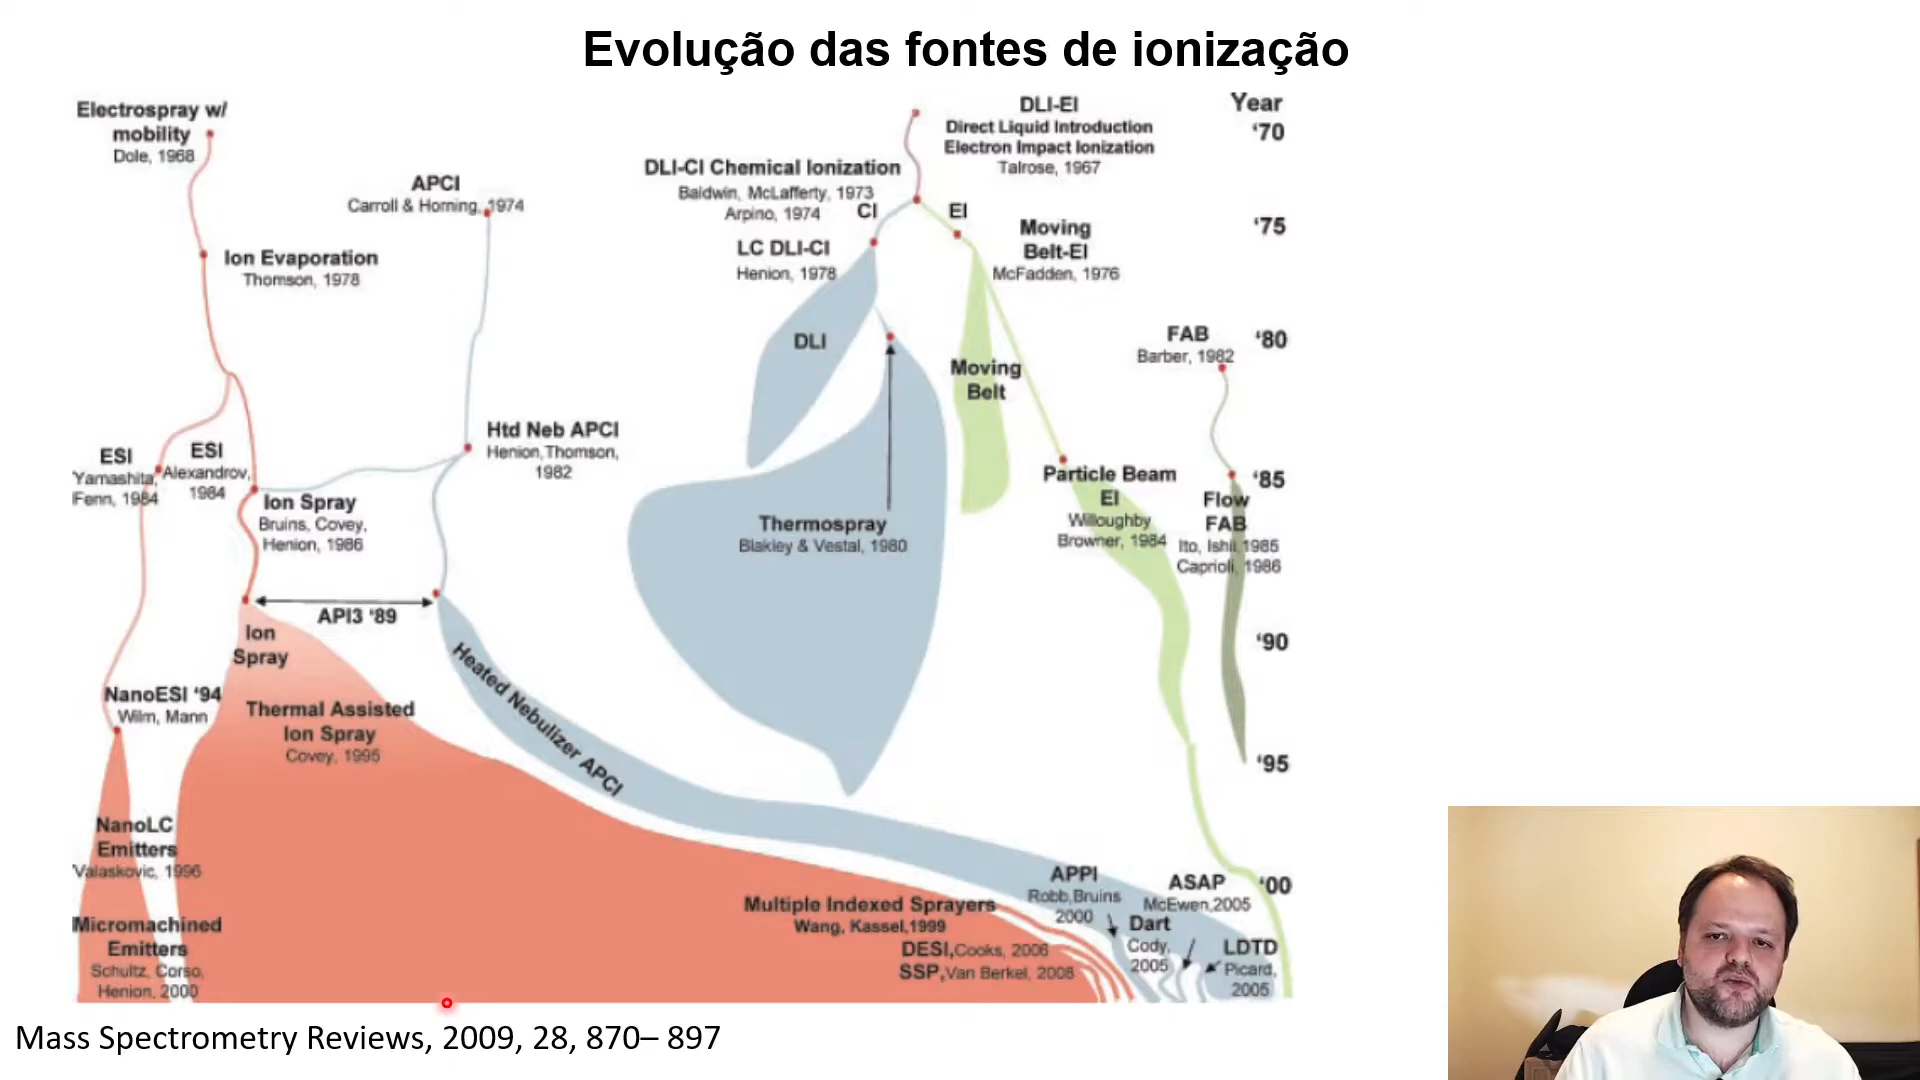 Evolução das fontes de ionização
Electrospray w/
mobility
Dole, 1968
APCI
Carroll & Horning, 1974
Ion Evaporation
Thomson, 1978
DLI-CI Chemical Ionization
Baldwin, McLafferty, 1973
Arpino, 1974
CI
EI
LC DLI-CI
Henion, 1978
DLI-EI
Direct Liquid Introduction
Electron Impact Ionization
Talrose, 1967
Moving
Belt-EI
McFadden, 1976
Year
'70
'75
'80
'85
'90
'95
'00
DLI
Moving
Belt
FAB
Barber, 1982
ESI
Yamashita,
Fenn, 1984
ESI
Alexandrov,
1984
Htd Neb APCI
Henion,Thomson,
1982
Ion Spray
Bruins, Covey,
Henion, 1986
Thermospray
Blakley & Vestal, 1980
Particle Beam
EI
Willoughby
Browner, 1984
Flow
FAB
Ito, Ishii,1985
Caprioli, 1986
API3 '89
Ion
Spray
Heated Nebulizer APCI
NanoESI '94
Wilm, Mann
Thermal Assisted
Ion Spray
Covey, 1995
NanoLC
Emitters
Valaskovic, 1996
Micromachined
Emitters
Schultz, Corso,
Henion, 2000
Multiple Indexed Sprayers
Wang, Kassel,1999
DESI,Cooks, 2006
SSP,Van Berkel, 2008
APPI
Robb,Bruins
2000
ASAP
McEwen,2005
Dart
Cody,
2005
LDTD
Picard,
2005
Mass Spectrometry Reviews, 2009, 28, 870– 897